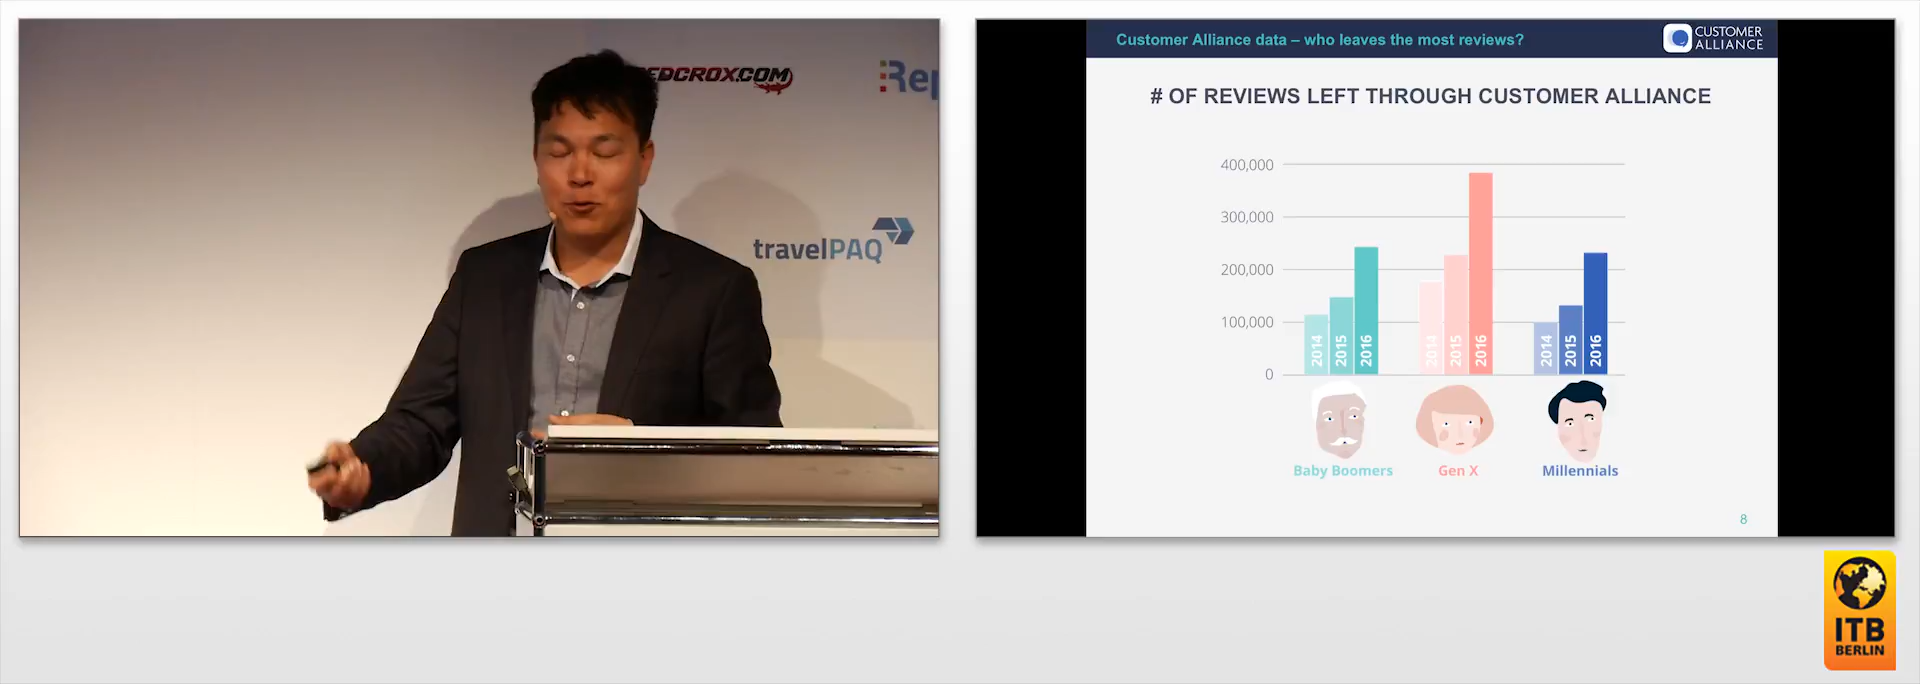 REDCROX.COM
Rep
travelPAQ
Customer Alliance data – who leaves the most reviews?
CUSTOMER
ALLIANCE
# OF REVIEWS LEFT THROUGH CUSTOMER ALLIANCE
400,000
300,000
200,000
100,000
0
2014
2015
2016
2014
2015
2016
2014
2015
2016
Baby Boomers
Gen X
Millennials
8
ITB
BERLIN